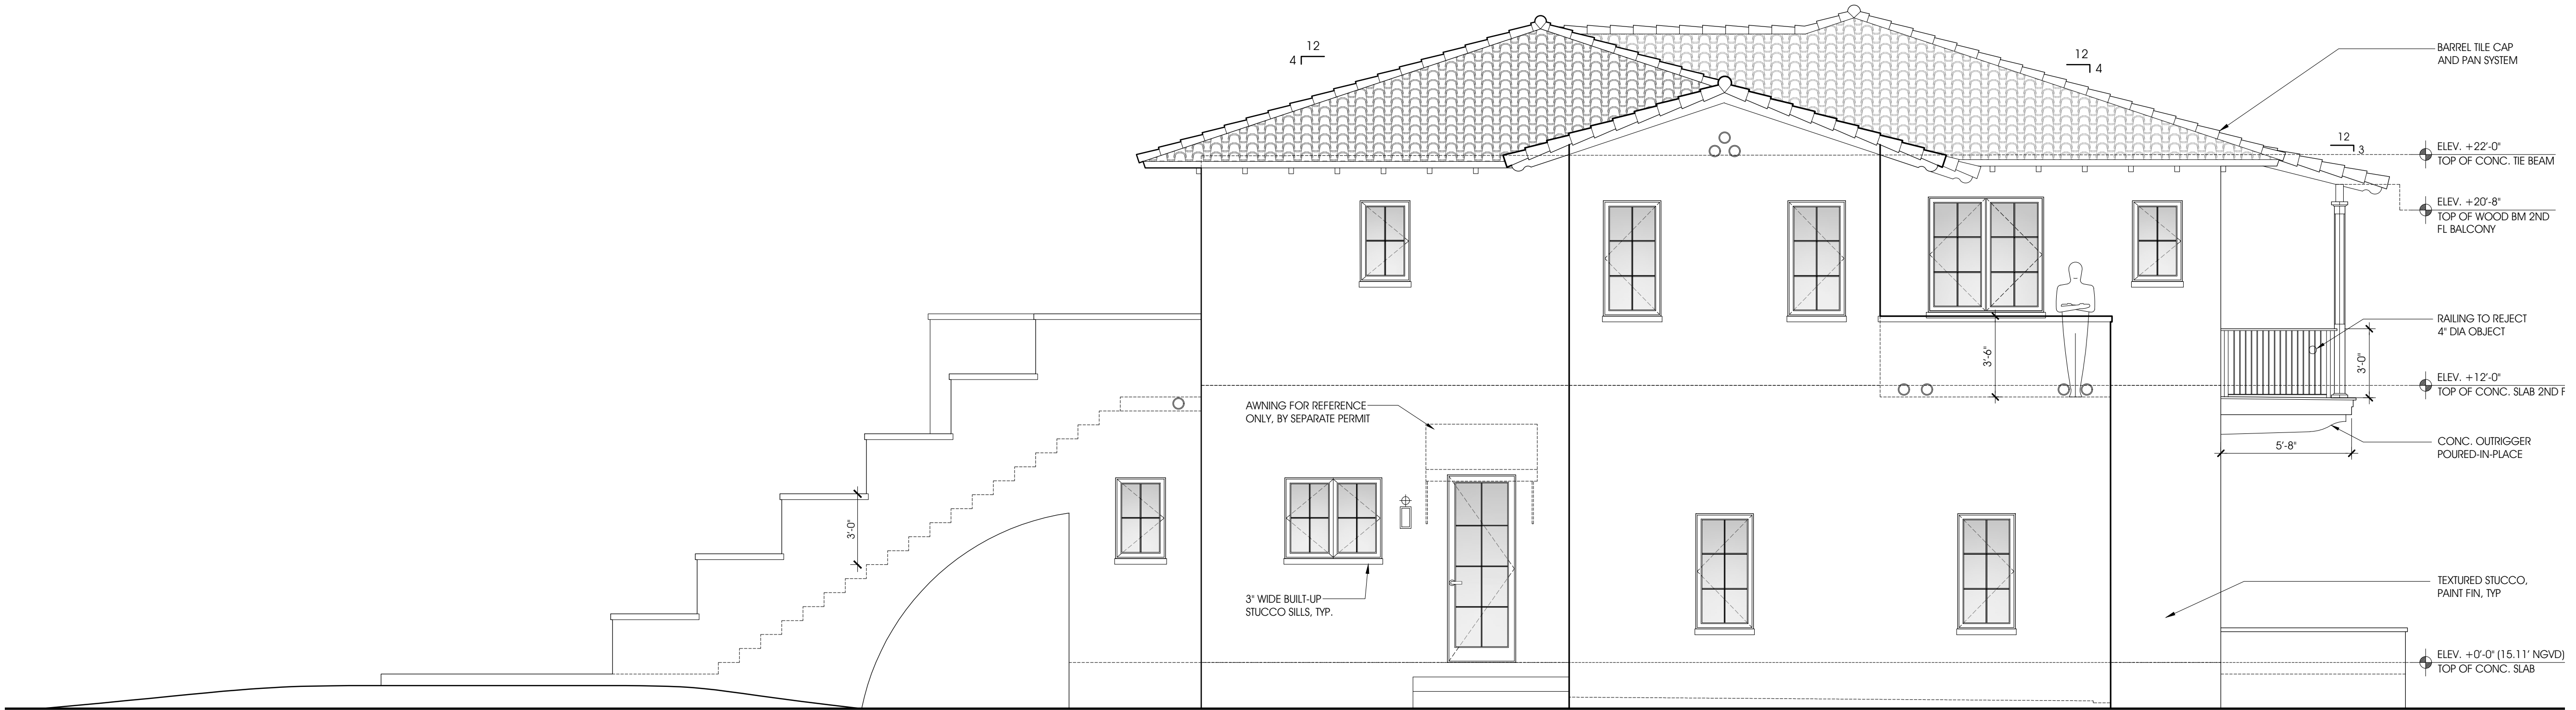 12
4
12
4
BARREL TILE CAP
AND PAN SYSTEM
12
3
ELEV. +22'-0"
TOP OF CONC. TIE BEAM
ELEV. +20'-8"
TOP OF WOOD BM 2ND
FL BALCONY
RAILING TO REJECT
4" DIA OBJECT
3'-6"
3'-0"
ELEV. +12'-0"
TOP OF CONC. SLAB 2ND F
AWNING FOR REFERENCE
ONLY, BY SEPARATE PERMIT
CONC. OUTRIGGER
POURED-IN-PLACE
5'-8"
3'-0"
3" WIDE BUILT-UP
STUCCO SILLS, TYP.
TEXTURED STUCCO,
PAINT FIN, TYP
ELEV. +0'-0" (15.11' NGVD)
TOP OF CONC. SLAB